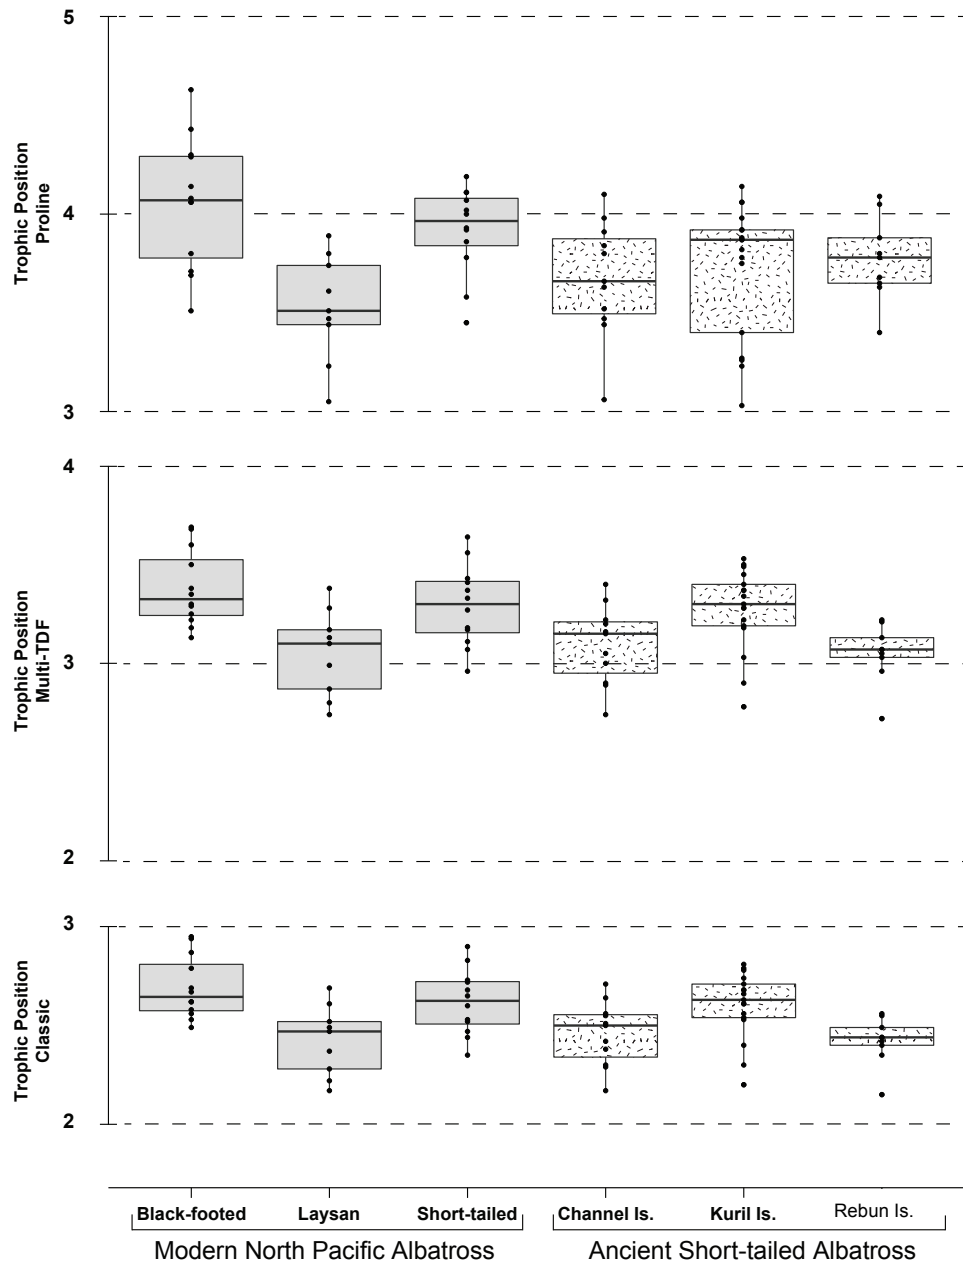 5
4
3
Trophic Position
Proline
4
3
2
Trophic Position
Multi-TDF
3
2
Trophic Position
Classic
Black-footed Laysan Short-tailed Channel Is. Kuril Is. Rebun Is.
Modern North Pacific Albatross Ancient Short-tailed Albatross